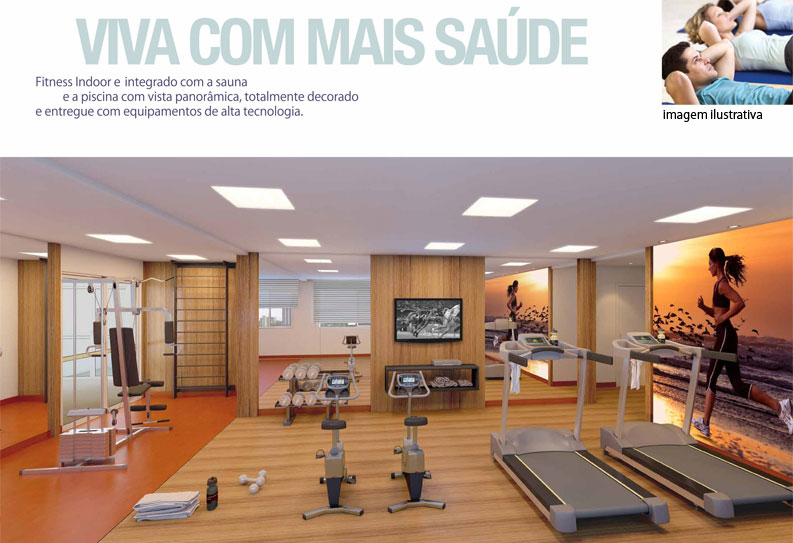 VIVA COM MAIS SAÚDE
Fitness Indoor e integrado com a sauna
e a piscina com vista panorâmica, totalmente decorado
e entregue com equipamentos de alta tecnologia.
Imagem ilustrativa